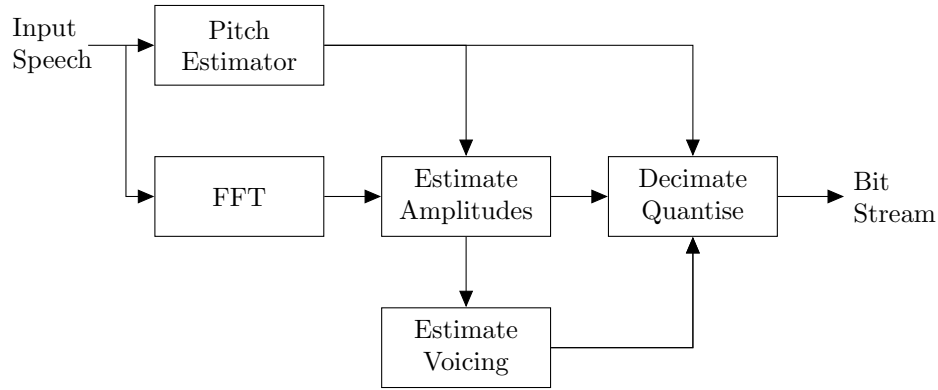 Input
Speech
Pitch
Estimator
FFT
Estimate
Amplitudes
Decimate
Quantise
Bit
Stream
Estimate
Voicing